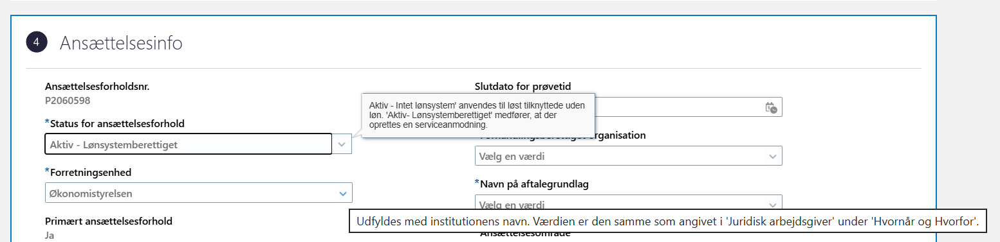 4 Ansættelsesinfo
Ansættelsesforholdsnr.
P2060598
*Status for ansættelsesforhold
Aktiv - Lønsystemberettiget
*Forretningsenhed
Økonomistyrelsen
Primært ansættelsesforhold
Ja
Slutdato for prøvetid
Aktiv - Intet lønsystem' anvendes til løst tilknyttede uden
løn. 'Aktiv- Lønsystemberettiget' medfører, at der
oprettes en serviceanmodning.
*Forhandlingsberettiget organisation
Vælg en værdi
*Navn på aftalegrundlag
Vælg en værdi
Udfyldes med institutionens navn. Værdien er den samme som angivet i 'Juridisk arbejdsgiver' under 'Hvornår og Hvorfor'.
Ansættelsesområde